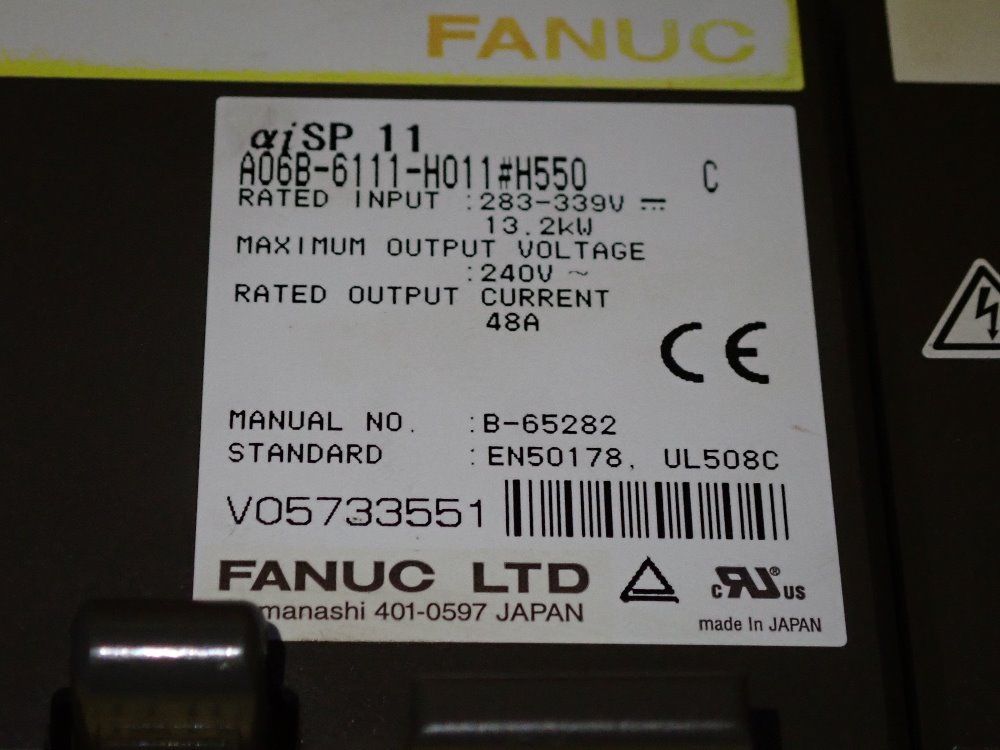 FANUC
αiSP 11
A06B-6111-H011#H550 C
RATED INPUT :283-339V ⎓
13.2kW
MAXIMUM OUTPUT VOLTAGE
:240V ~
RATED OUTPUT CURRENT
48A
CE
MANUAL NO. :B-65282
STANDARD :EN50178, UL508C
V05733551
FANUC LTD
manashi 401-0597 JAPAN
c RU ® US
made in JAPAN